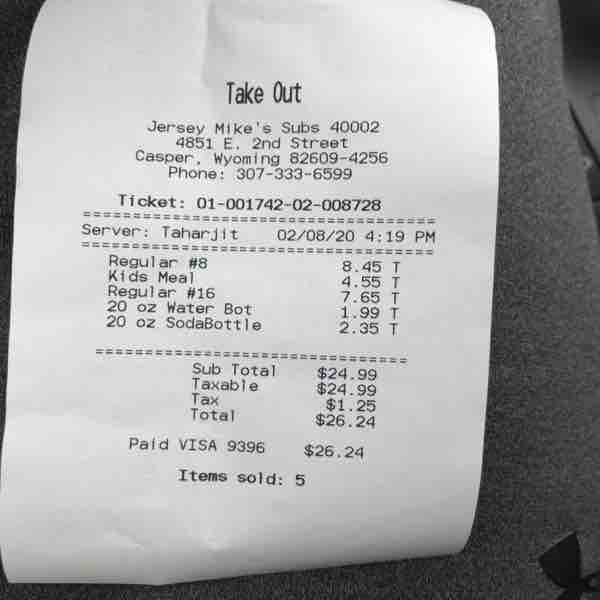 Take Out
Jersey Mike's Subs 40002
4851 E. 2nd Street
Casper, Wyoming 82609-4256
Phone: 307-333-6599
Ticket: 01-001742-02-008728
====================================
Server: Taharjit 02/08/20 4:19 PM
====================================
Regular #8 8.45 T
Kids Meal 4.55 T
Regular #16 7.65 T
20 oz Water Bot 1.99 T
20 oz SodaBottle 2.35 T
================================
Sub Total $24.99
Taxable $24.99
Tax $1.25
Total $26.24
Paid VISA 9396 $26.24
Items sold: 5